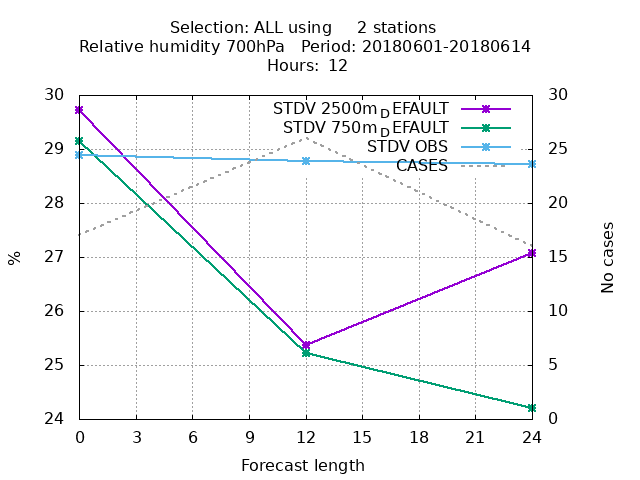 Selection: ALL using     2 stations
Relative humidity 700hPa   Period: 20180601-20180614
Hours: 12
30 30
STDV 2500m_DEFAULT
STDV 750m_DEFAULT
STDV OBS
CASES
29 25
28 20
27 15
26 10
25 5
24 0
%
No cases
0 3 6 9 12 15 18 21 24
Forecast length